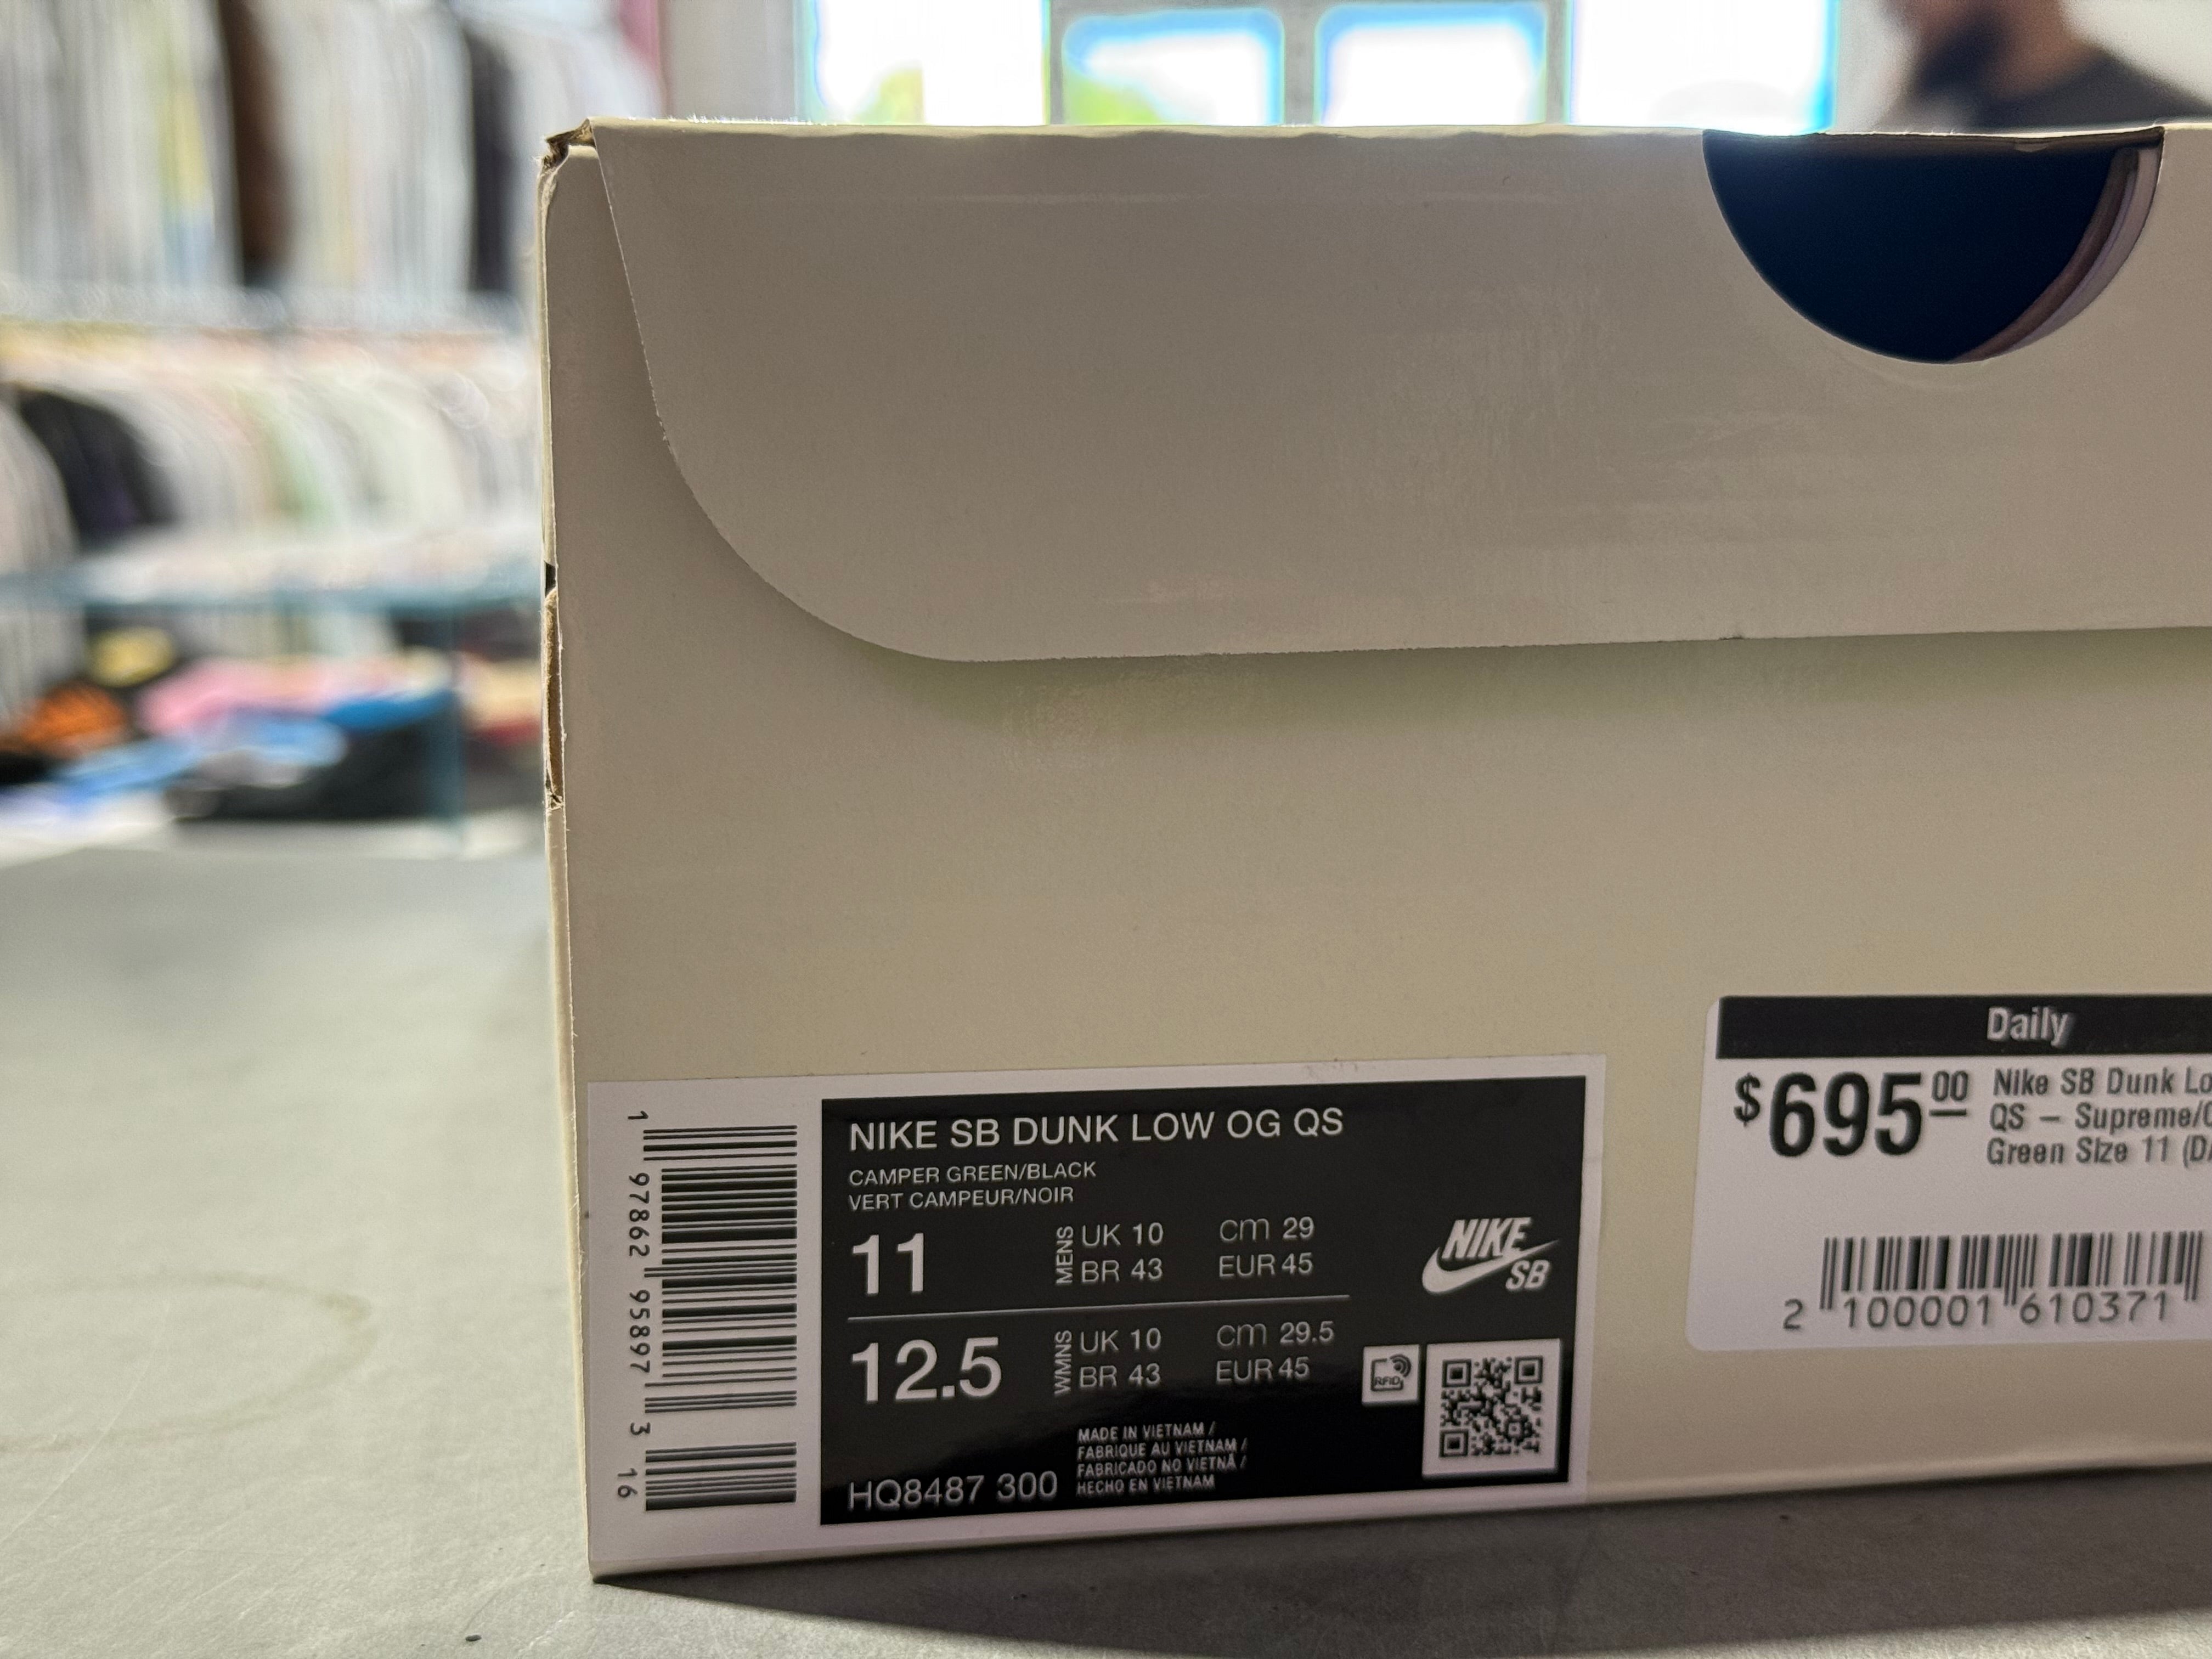 NIKE SB DUNK LOW OG QS
CAMPER GREEN/BLACK
VERT CAMPEUR/NOIR
11 MENS UK 10 cm 29
BR 43 EUR 45
12.5 WMNS UK 10 cm 29.5
BR 43 EUR 45
NIKE
SB
RFID
MADE IN VIETNAM /
FABRIQUE AU VIETNAM /
FABRICADO NO VIETNÃ /
HECHO EN VIETNAM
HQ8487 300
1 97862 95897 3 16
Daily
$69500
Nike SB Dunk
QS – Supreme/
Green Size 11
2 100001 610371